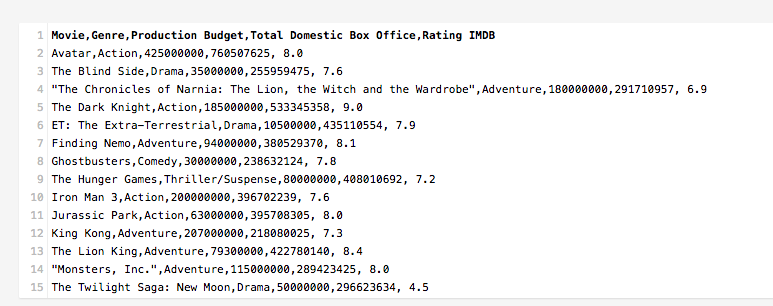 1 Movie,Genre,Production Budget,Total Domestic Box Office,Rating IMDB
2 Avatar,Action,425000000,760507625, 8.0
3 The Blind Side,Drama,35000000,255959475, 7.6
4 "The Chronicles of Narnia: The Lion, the Witch and the Wardrobe",Adventure,180000000,291710957, 6.9
5 The Dark Knight,Action,185000000,533345358, 9.0
6 ET: The Extra-Terrestrial,Drama,10500000,435110554, 7.9
7 Finding Nemo,Adventure,94000000,380529370, 8.1
8 Ghostbusters,Comedy,30000000,238632124, 7.8
9 The Hunger Games,Thriller/Suspense,80000000,408010692, 7.2
10 Iron Man 3,Action,200000000,396702239, 7.6
11 Jurassic Park,Action,63000000,395708305, 8.0
12 King Kong,Adventure,207000000,218080025, 7.3
13 The Lion King,Adventure,79300000,422780140, 8.4
14 "Monsters, Inc.",Adventure,115000000,289423425, 8.0
15 The Twilight Saga: New Moon,Drama,50000000,296623634, 4.5